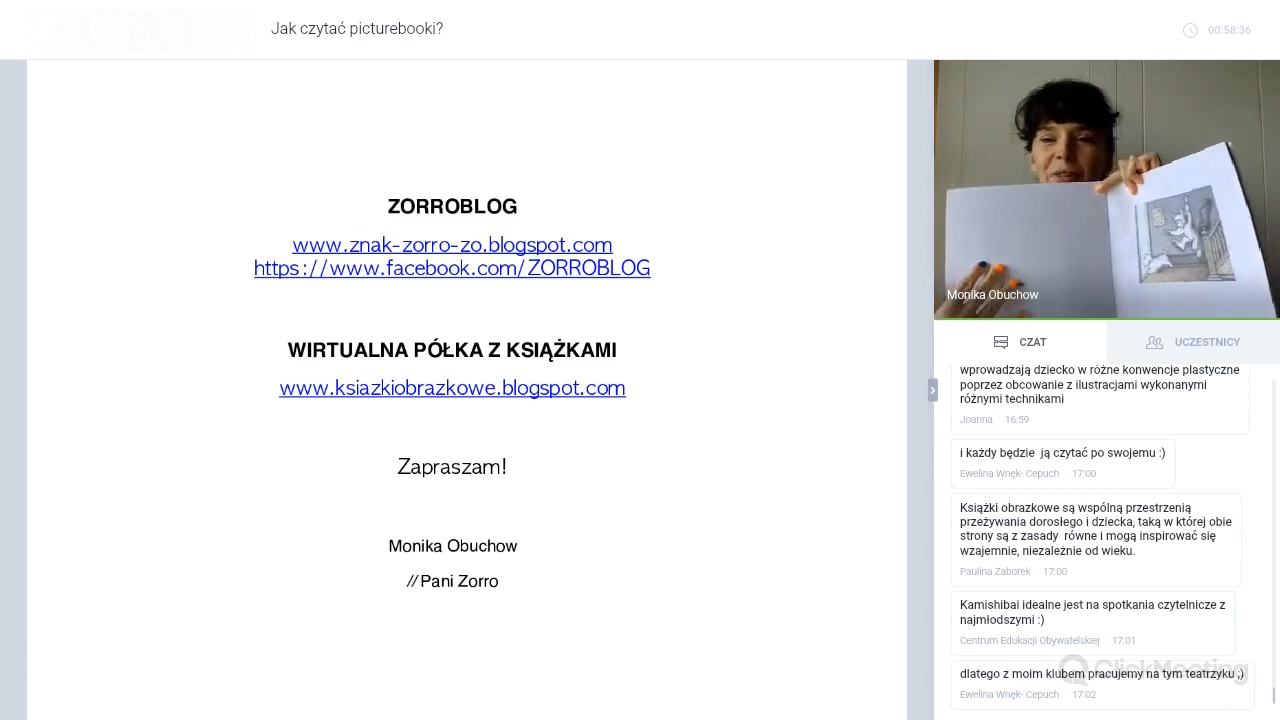 Jak czytać picturebooki?
00:58:36
ZORROBLOG
www.znak-zorro-zo.blogspot.com
https://www.facebook.com/ZORROBLOG
WIRTUALNA PÓŁKA Z KSIĄŻKAMI
www.ksiazkiobrazkowe.blogspot.com
Zapraszam!
Monika Obuchow
//Pani Zorro
Monika Obuchow
CZAT
UCZESTNICY
wprowadzają dziecko w różne konwencje plastyczne
poprzez obcowanie z ilustracjami wykonanymi
różnymi technikami
Joanna 16:59
i każdy będzie ją czytać po swojemu :)
Ewelina Wnęk- Cepuch 17:00
Książki obrazkowe są wspólną przestrzenią
przeżywania dorosłego i dziecka, taką w której obie
strony są z zasady równe i mogą inspirować się
wzajemnie, niezależnie od wieku.
Paulina Zaborek 17:00
Kamishibai idealne jest na spotkania czytelnicze z
najmłodszymi :)
Centrum Edukacji Obywatelskiej 17:01
ClickMeeting
dlatego z moim klubem pracujemy na tym teatrzyku ;)
Ewelina Wnęk- Cepuch 17:02